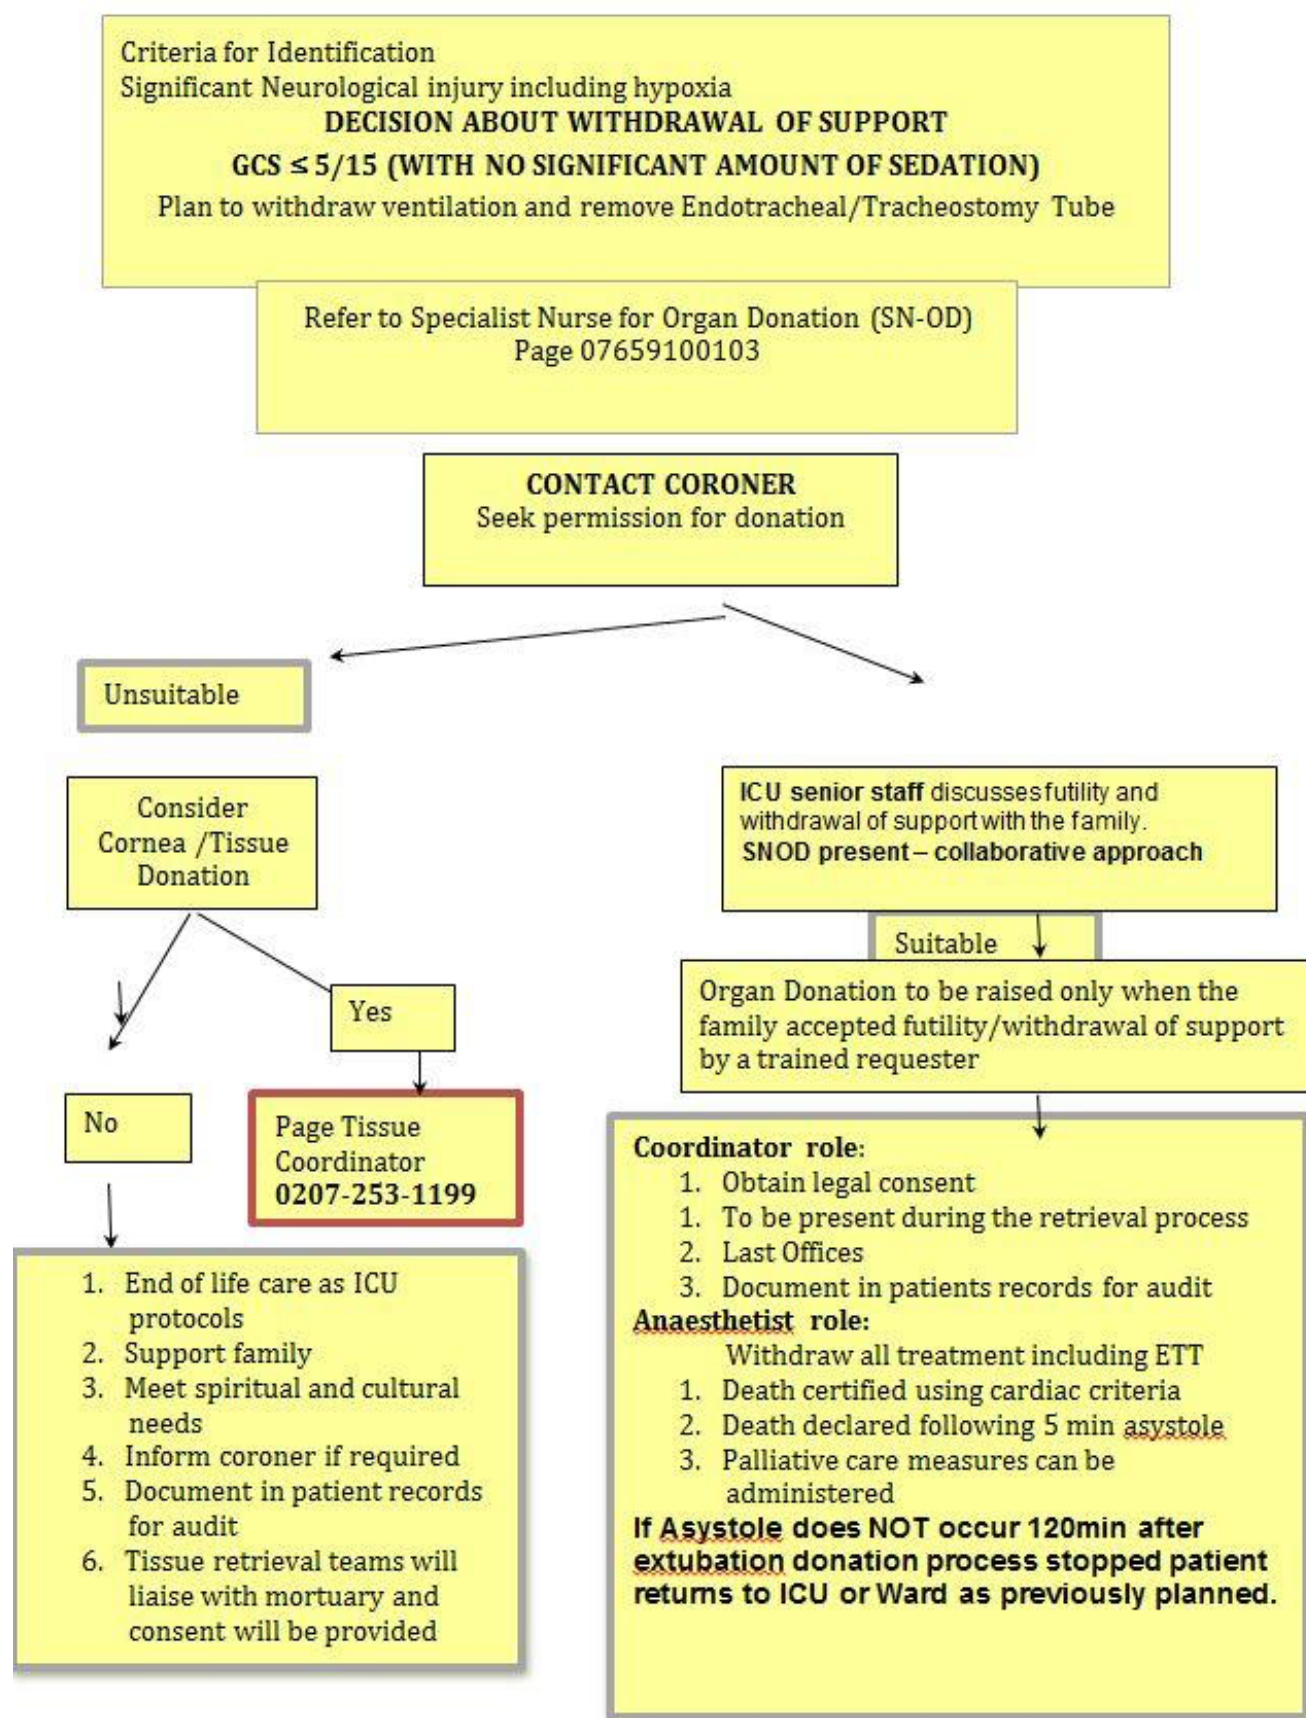 Criteria for Identification
Significant Neurological injury including hypoxia
DECISION ABOUT WITHDRAWAL OF SUPPORT
GCS ≤ 5/15 (WITH NO SIGNIFICANT AMOUNT OF SEDATION)
Plan to withdraw ventilation and remove Endotracheal/Tracheostomy Tube
Refer to Specialist Nurse for Organ Donation (SN-OD)
Page 07659100103
CONTACT CORONER
Seek permission for donation
Unsuitable
Consider
Cornea /Tissue
Donation
Yes
No
Page Tissue
Coordinator
0207-253-1199
1. End of life care as ICU
protocols
2. Support family
3. Meet spiritual and cultural
needs
4. Inform coroner if required
5. Document in patient records
for audit
6. Tissue retrieval teams will
liaise with mortuary and
consent will be provided
ICU senior staff discusses futility and
withdrawal of support with the family.
SNOD present – collaborative approach
Suitable
Organ Donation to be raised only when the
family accepted futility/withdrawal of support
by a trained requester
Coordinator role:
1. Obtain legal consent
1. To be present during the retrieval process
2. Last Offices
3. Document in patients records for audit
Anaesthetist role:
Withdraw all treatment including ETT
1. Death certified using cardiac criteria
2. Death declared following 5 min asystole
3. Palliative care measures can be
administered
If Asystole does NOT occur 120min after
extubation donation process stopped patient
returns to ICU or Ward as previously planned.